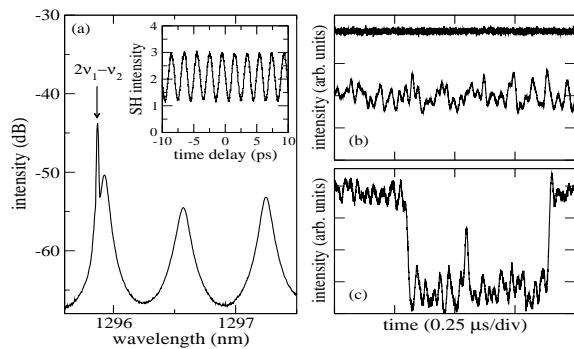 (a)
2ν₁−ν₂
intensity (dB)
-30
-40
-50
-60
1296
1297
wavelength (nm)
SH intensity
4
3
2
1
0
-10
-5
0
5
10
time delay (ps)
intensity (arb. units)
(b)
intensity (arb. units)
(c)
time (0.25 μs/div)